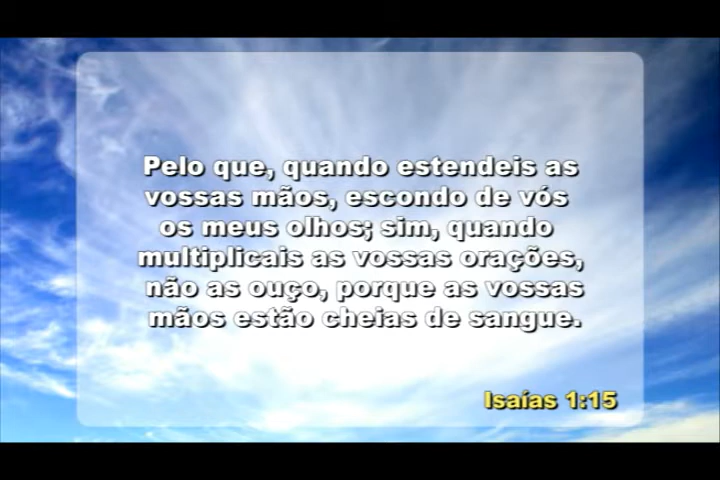 Pelo que, quando estendeis as
vossas mãos, escondo de vós
os meus olhos; sim, quando
multiplicais as vossas orações,
não as ouço, porque as vossas
mãos estão cheias de sangue.
Isaías 1:15